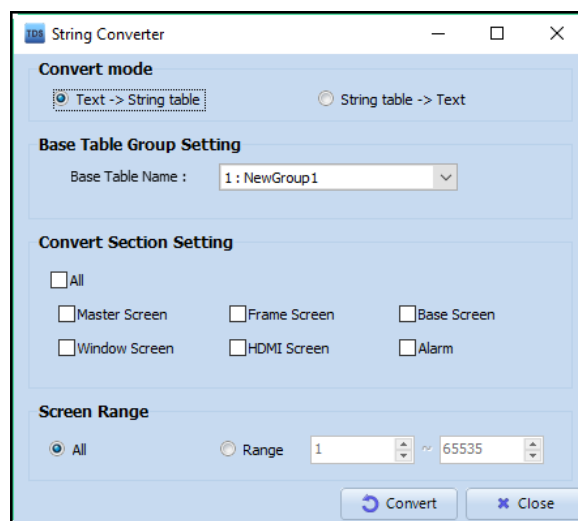 TDS String Converter
Convert mode
Text -> String table String table -> Text
Base Table Group Setting
Base Table Name : 1 : NewGroup1
Convert Section Setting
All
Master Screen Frame Screen Base Screen
Window Screen HDMI Screen Alarm
Screen Range
All Range 1 ~ 65535
Convert Close